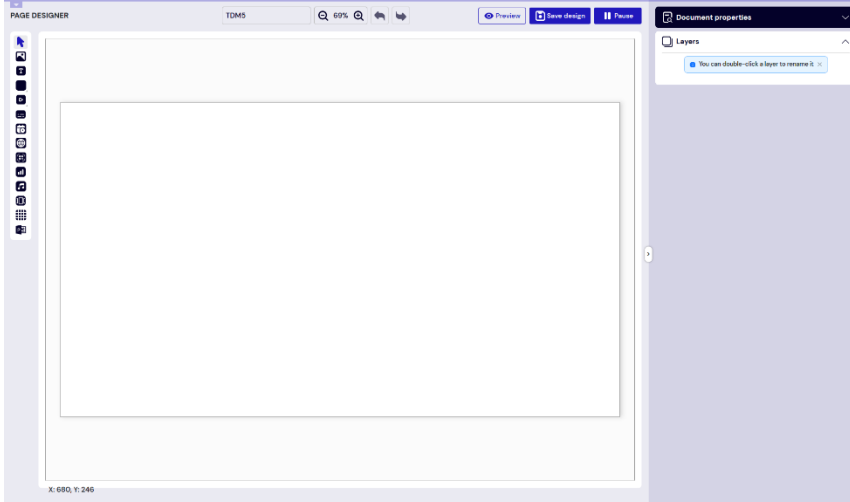 PAGE DESIGNER
TDM5
69%
Preview
Save design
Pause
Document properties
Layers
You can double-click a layer to rename it
X: 680, Y: 246